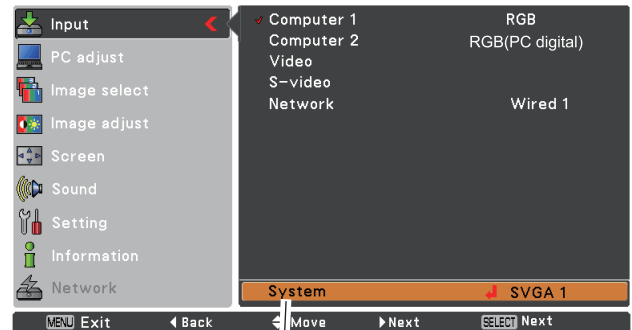 Input
PC adjust
Image select
Image adjust
Screen
Sound
Setting
Information
Network
Computer 1 RGB
Computer 2 RGB(PC digital)
Video
S-video
Network Wired 1
System SVGA 1
MENU Exit Back Move Next SELECT Next